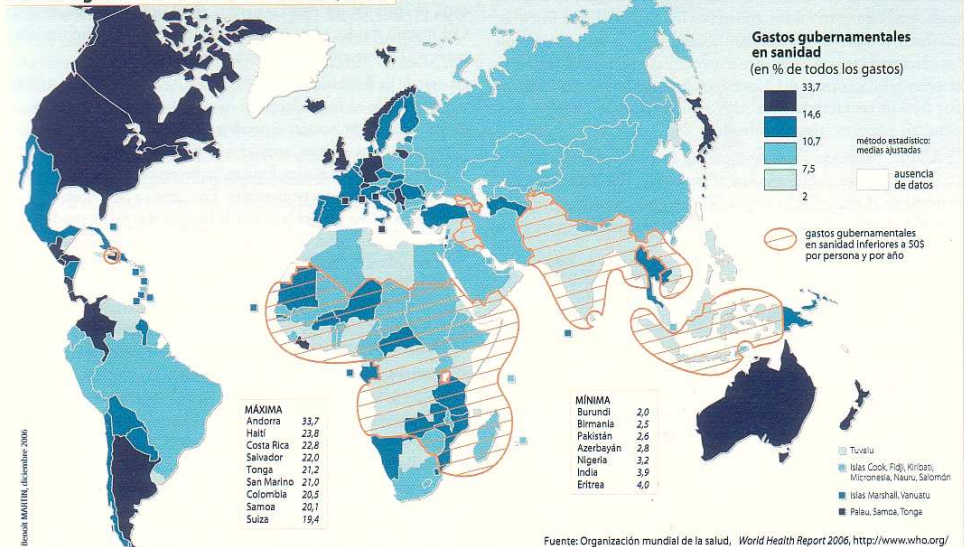 Gastos gubernamentales
en sanidad
(en % de todos los gastos)
33,7
14,6
10,7
7,5
2
método estadístico:
medias ajustadas
ausencia
de datos
gastos gubernamentales
en sanidad inferiores a 50$
por persona y por año
MÁXIMA
Andorra 33,7
Haití 23,8
Costa Rica 22,8
Salvador 22,0
Tonga 21,2
San Marino 21,0
Colombia 20,5
Samoa 20,1
Suiza 19,4
MÍNIMA
Burundi 2,0
Birmania 2,5
Pakistán 2,6
Azerbayán 2,8
Nigeria 3,2
India 3,9
Eritrea 4,0
Tuvalu
Islas Cook, Fidji, Kiribati,
Micronesia, Nauru, Salomón
Islas Marshall, Vanuatu
Palau, Samoa, Tonga
Benoit MARTIN, diciembre 2006
Fuente: Organización mundial de la salud, World Health Report 2006, http://www.who.org/